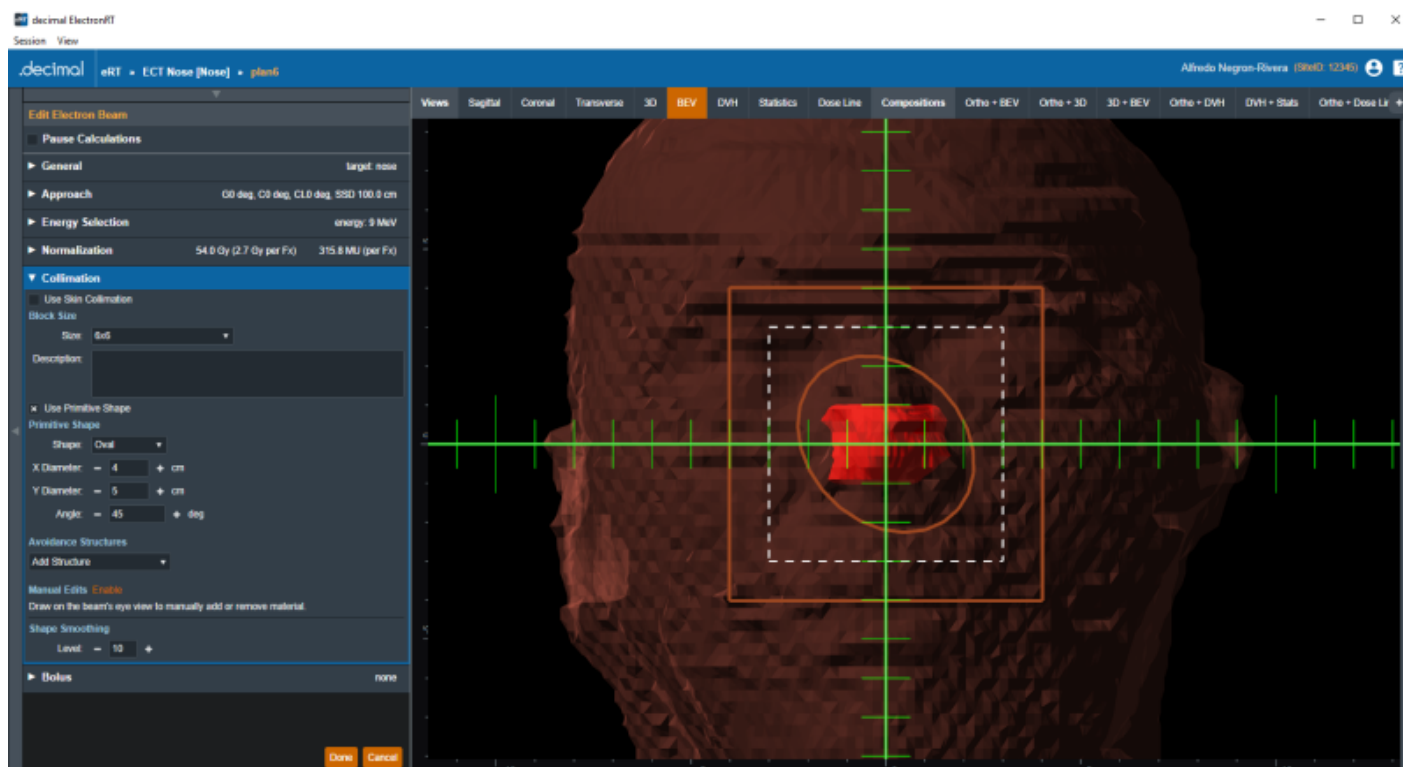 decimal ElectronRT
Session View
.decimal eRT » ECT Nose [Nose] » plan6
Alfredo Negron-Rivera (SiteID: 12345)
Views Sagittal Coronal Transverse 3D BEV DVH Statistics Dose Line Compositions Ortho + BEV Ortho + 3D 3D + BEV Ortho + DVH DVH + Stats Ortho + Dose Lir +
Edit Electron Beam
Pause Calculations
General target: nose
Approach G0 deg, C0 deg, CL0 deg, SSD 100.0 cm
Energy Selection energy: 9 MeV
Normalization 54.0 Gy (2.7 Gy per Fx) 315.8 MU (per Fx)
Collimation
Use Skin Collimation
Block Size
Size: 6x6
Description:
Use Primitive Shape
Primitive Shape
Shape: Oval
X Diameter: − 4 + cm
Y Diameter: − 5 + cm
Angle: − 45 + deg
Avoidance Structures
Add Structure
Manual Edits Enable
Draw on the beam's eye view to manually add or remove material.
Shape Smoothing
Level: − 10 +
Bolus none
Done Cancel